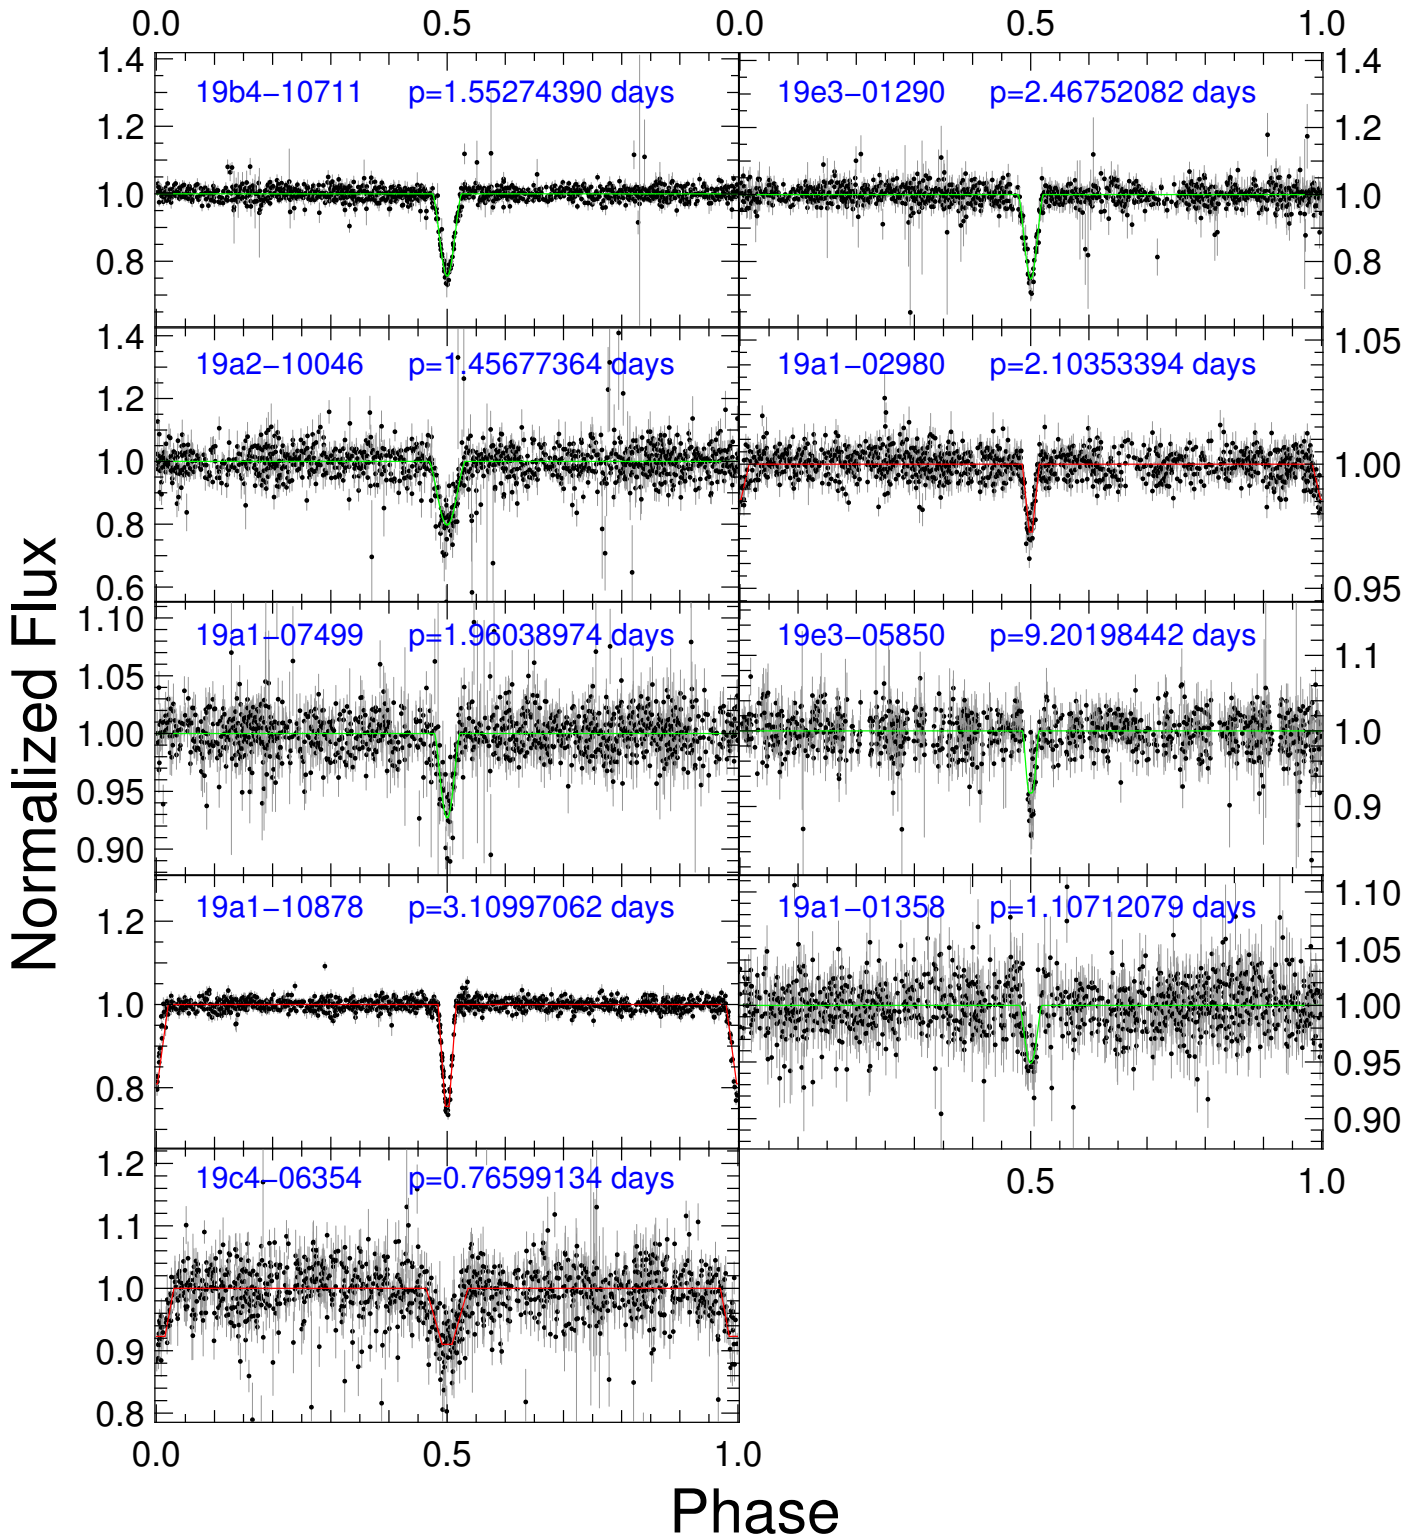 0.0 0.5 0.0 0.5 1.0
19b4−10711 p=1.55274390 days
1.4
1.2
1.0
0.8
19e3−01290 p=2.46752082 days
1.4
1.2
1.0
0.8
19a2−10046 p=1.45677364 days
1.4
1.2
1.0
0.8
0.6
19a1−02980 p=2.10353394 days
1.05
1.00
0.95
19a1−07499 p=1.96038974 days
1.10
1.05
1.00
0.95
0.90
19e3−05850 p=9.20198442 days
1.1
1.0
0.9
19a1−10878 p=3.10997062 days
1.2
1.0
0.8
19a1−01358 p=1.10712079 days
1.10
1.05
1.00
0.95
0.90
0.5 1.0
19c4−06354 p=0.76599134 days
1.2
1.1
1.0
0.9
0.8
0.0 0.5 1.0
Normalized Flux
Phase